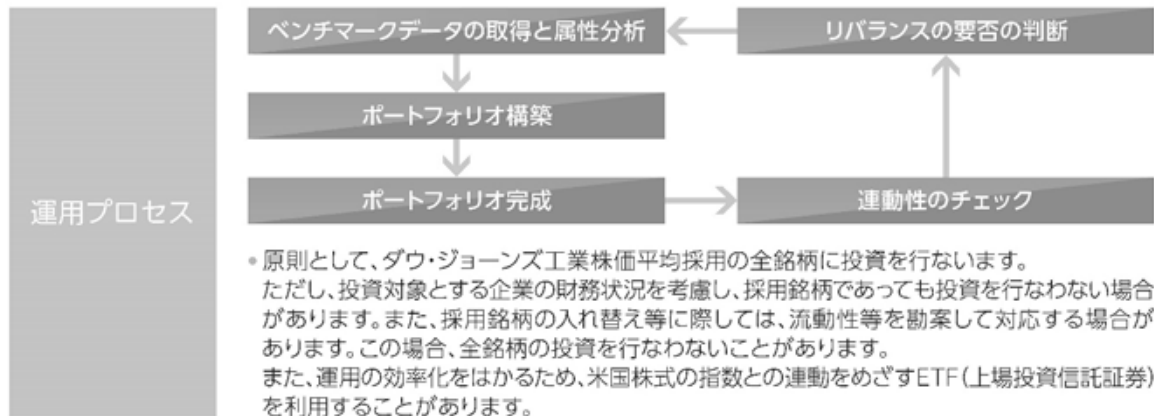 運用プロセス
ベンチマークデータの取得と属性分析
リバランスの要否の判断
ポートフォリオ構築
ポートフォリオ完成
連動性のチェック
●原則として、ダウ・ジョーンズ工業株価平均採用の全銘柄に投資を行ないます。
ただし、投資対象とする企業の財務状況を考慮し、採用銘柄であっても投資を行なわない場合
があります。また、採用銘柄の入れ替え等に際しては、流動性等を勘案して対応する場合が
あります。この場合、全銘柄の投資を行なわないことがあります。
また、運用の効率化をはかるため、米国株式の指数との連動をめざすETF(上場投資信託証券)
を利用することがあります。